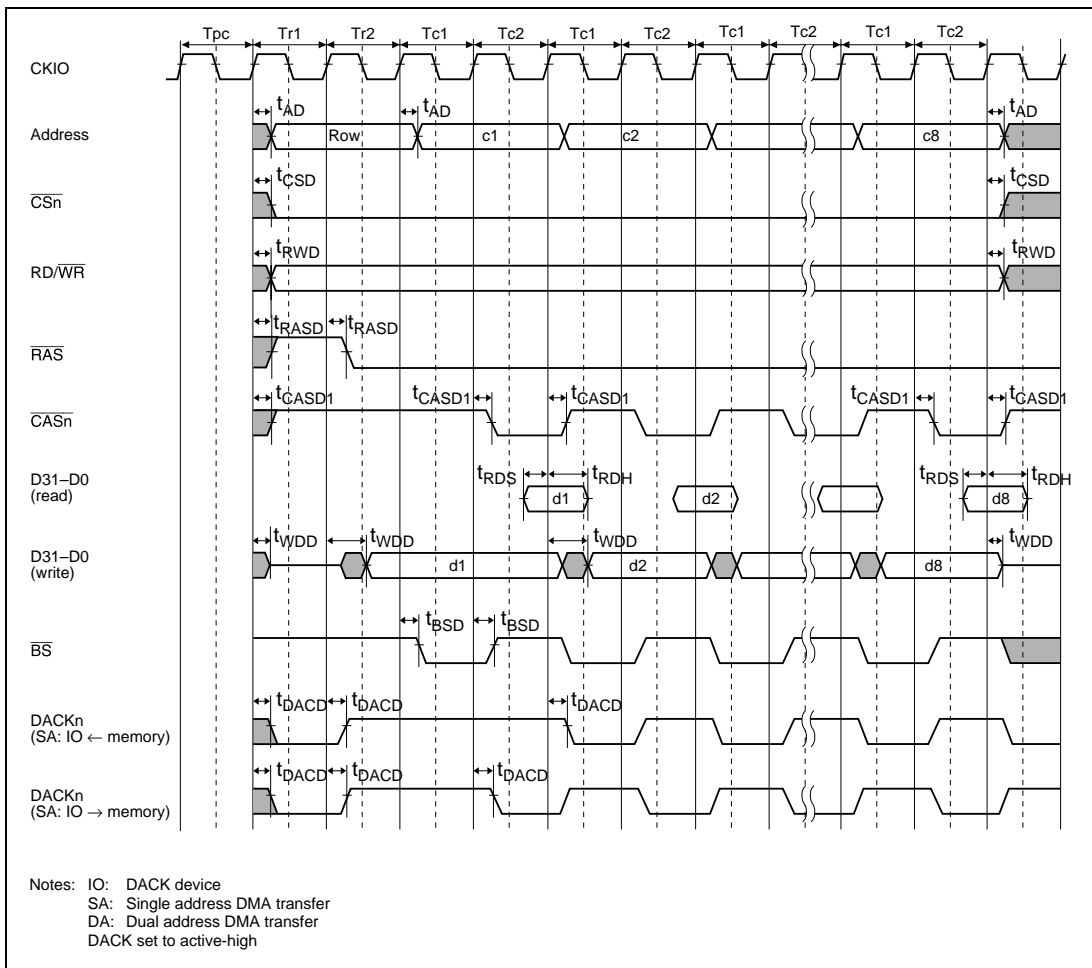 Tpc Tr1 Tr2 Tc1 Tc2 Tc1 Tc2 Tc1 Tc2 Tc1 Tc2
CKIO
tAD tAD tAD
Address Row c1 c2 c8
tCSD tCSD
CSn
tRWD tRWD
RD/WR
tRASD tRASD
RAS
tCASD1 tCASD1 tCASD1 tCASD1 tCASD1
CASn
D31–D0
(read)
tRDS tRDH tRDS tRDH
d1 d2 d8
tWDD tWDD tWDD tWDD
D31–D0
(write)
d1 d2 d8
tBSD tBSD
BS
tDACD tDACD tDACD
DACKn
(SA: IO ← memory)
tDACD tDACD tDACD
DACKn
(SA: IO → memory)
Notes: IO: DACK device
SA: Single address DMA transfer
DA: Dual address DMA transfer
DACK set to active-high